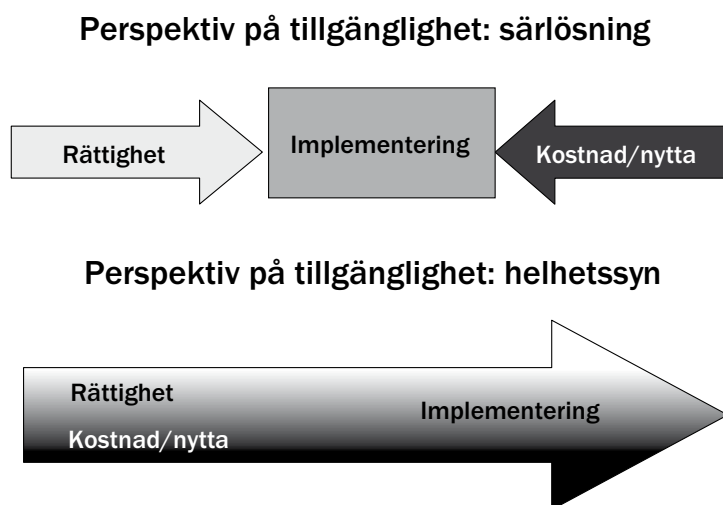 Perspektiv på tillgänglighet: särlösning
Rättighet
Implementering
Kostnad/nytta
Perspektiv på tillgänglighet: helhetssyn
Rättighet
Implementering
Kostnad/nytta